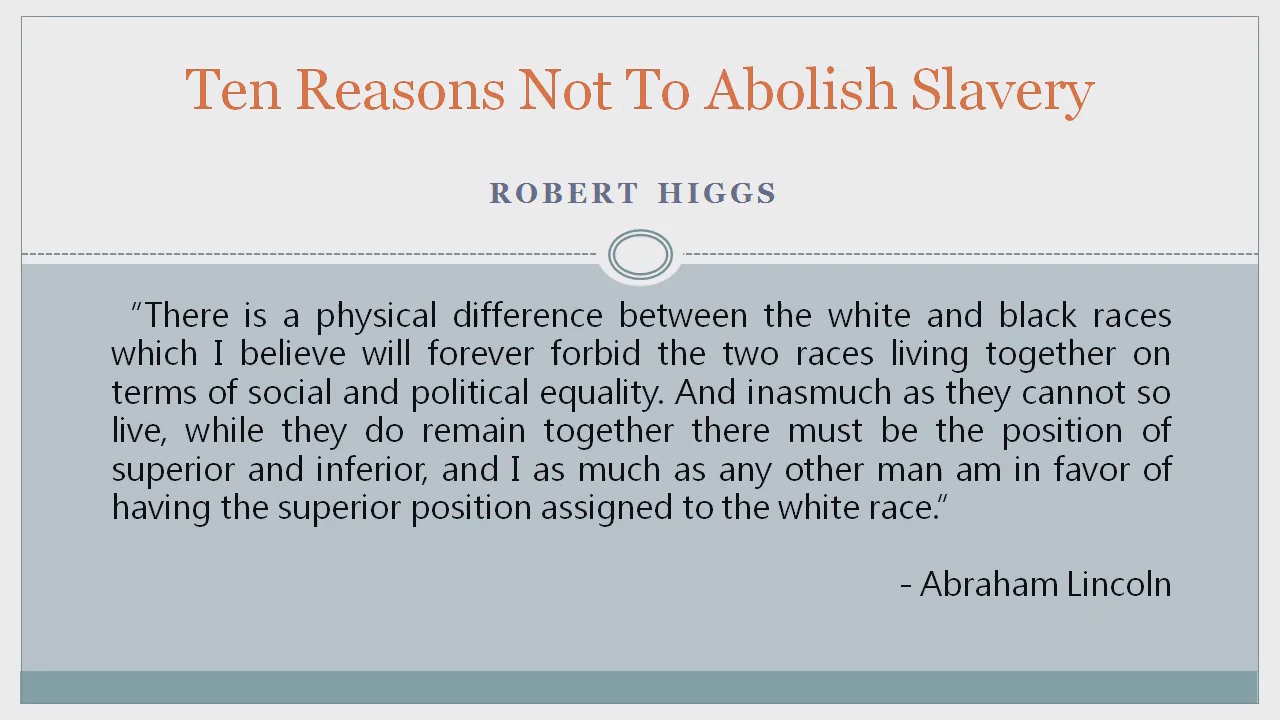 Ten Reasons Not To Abolish Slavery
ROBERT HIGGS
"There is a physical difference between the white and black races
which I believe will forever forbid the two races living together on
terms of social and political equality. And inasmuch as they cannot so
live, while they do remain together there must be the position of
superior and inferior, and I as much as any other man am in favor of
having the superior position assigned to the white race."
- Abraham Lincoln